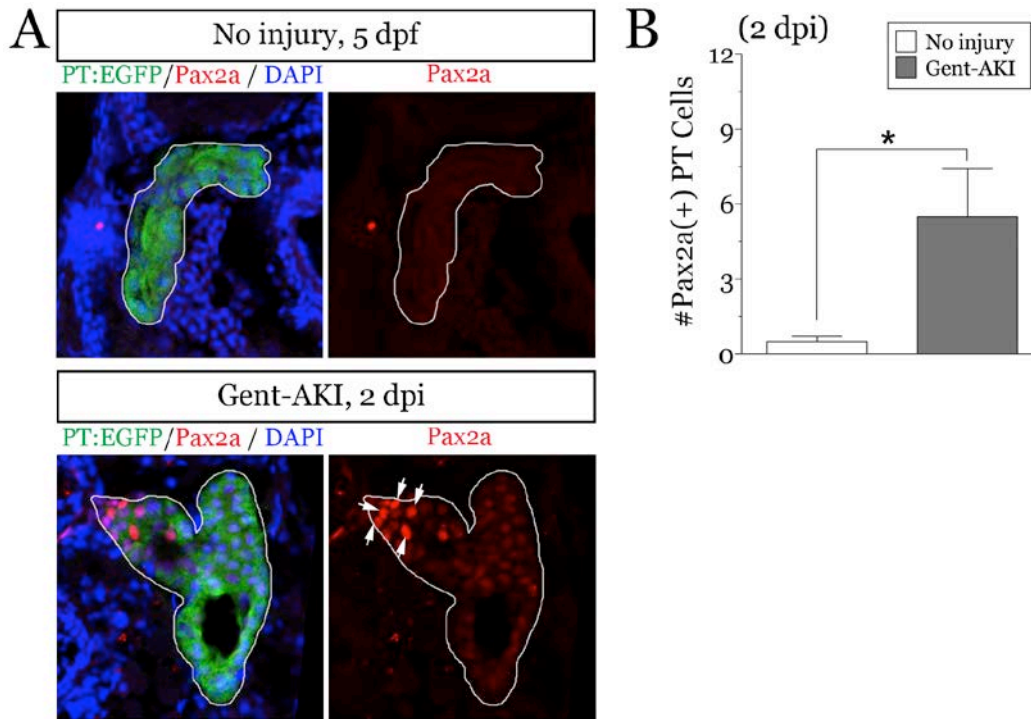 A
No injury, 5 dpf
PT:EGFP/Pax2a / DAPI
Pax2a
Gent-AKI, 2 dpi
PT:EGFP/Pax2a / DAPI
Pax2a
B
(2 dpi)
No injury
Gent-AKI
#Pax2a(+) PT Cells
12
9
6
3
0
*